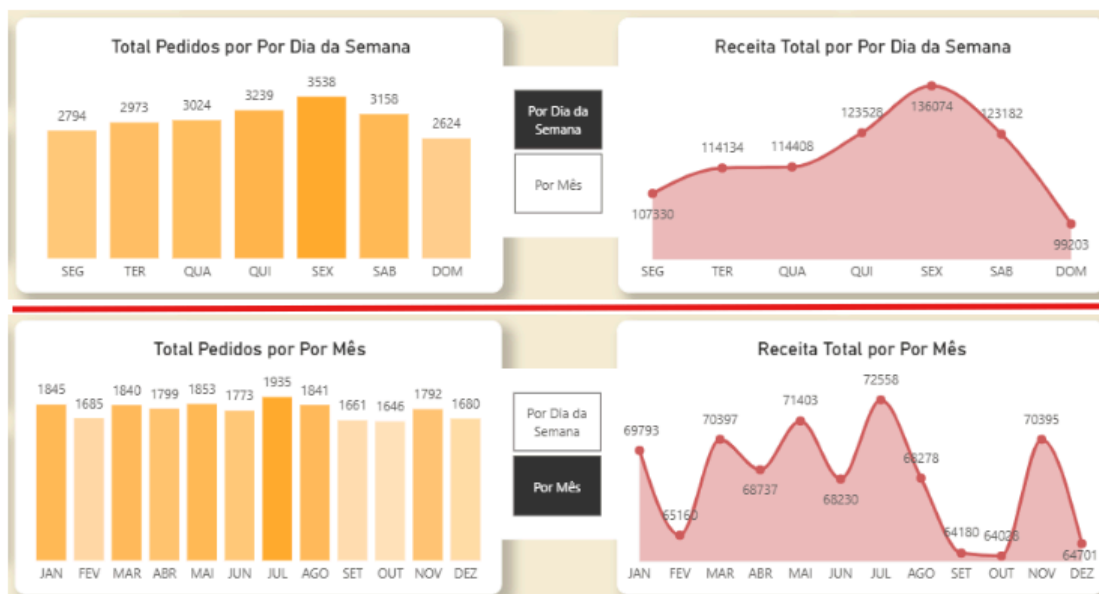 Total Pedidos por Por Dia da Semana
3538
3239
3158
3024
2973
2794
2624
SEG TER QUA QUI SEX SAB DOM
Por Dia da
Semana
Por Mês
Receita Total por Por Dia da Semana
136074
123528
123182
114134
114408
107330
99203
SEG TER QUA QUI SEX SAB DOM
Total Pedidos por Por Mês
1845 1685 1840 1799 1853 1773 1935 1841 1661 1646 1792 1680
JAN FEV MAR ABR MAI JUN JUL AGO SET OUT NOV DEZ
Por Dia da
Semana
Por Mês
Receita Total por Por Mês
69793 65160 70397 68737 71403 68230 72558 68278 64180 64028 70395 64701
JAN FEV MAR ABR MAI JUN JUL AGO SET OUT NOV DEZ